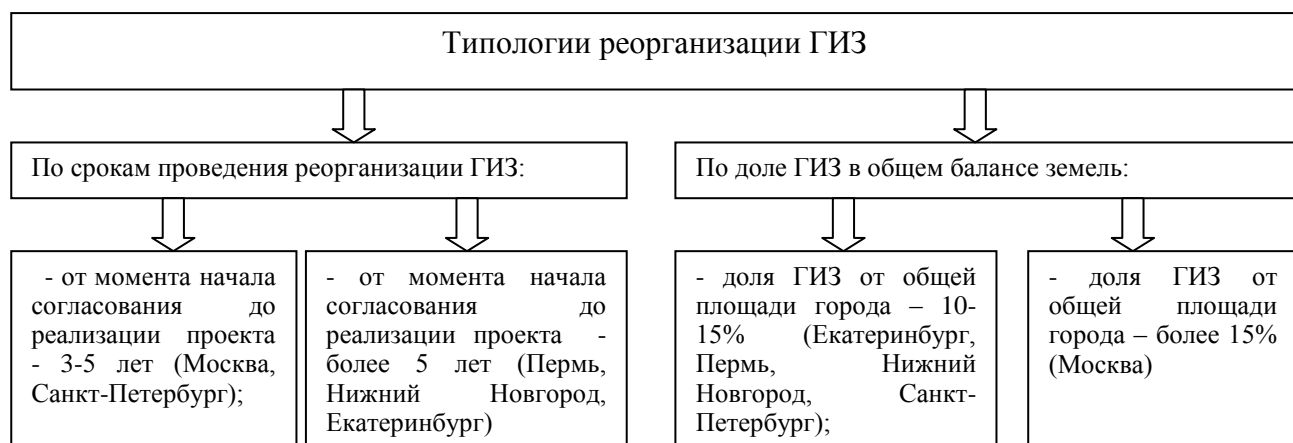 Типологии реорганизации ГИЗ
По срокам проведения реорганизации ГИЗ:
По доле ГИЗ в общем балансе земель:
- от момента начала
согласования до
реализации проекта
- 3-5 лет (Москва,
Санкт-Петербург);
- от момента начала
согласования до
реализации проекта -
более 5 лет (Пермь,
Нижний Новгород,
Екатеринбург)
- доля ГИЗ от общей
площади города – 10-
15% (Екатеринбург,
Пермь, Нижний
Новгород, Санкт-
Петербург);
- доля ГИЗ от
общей площади
города – более 15%
(Москва)